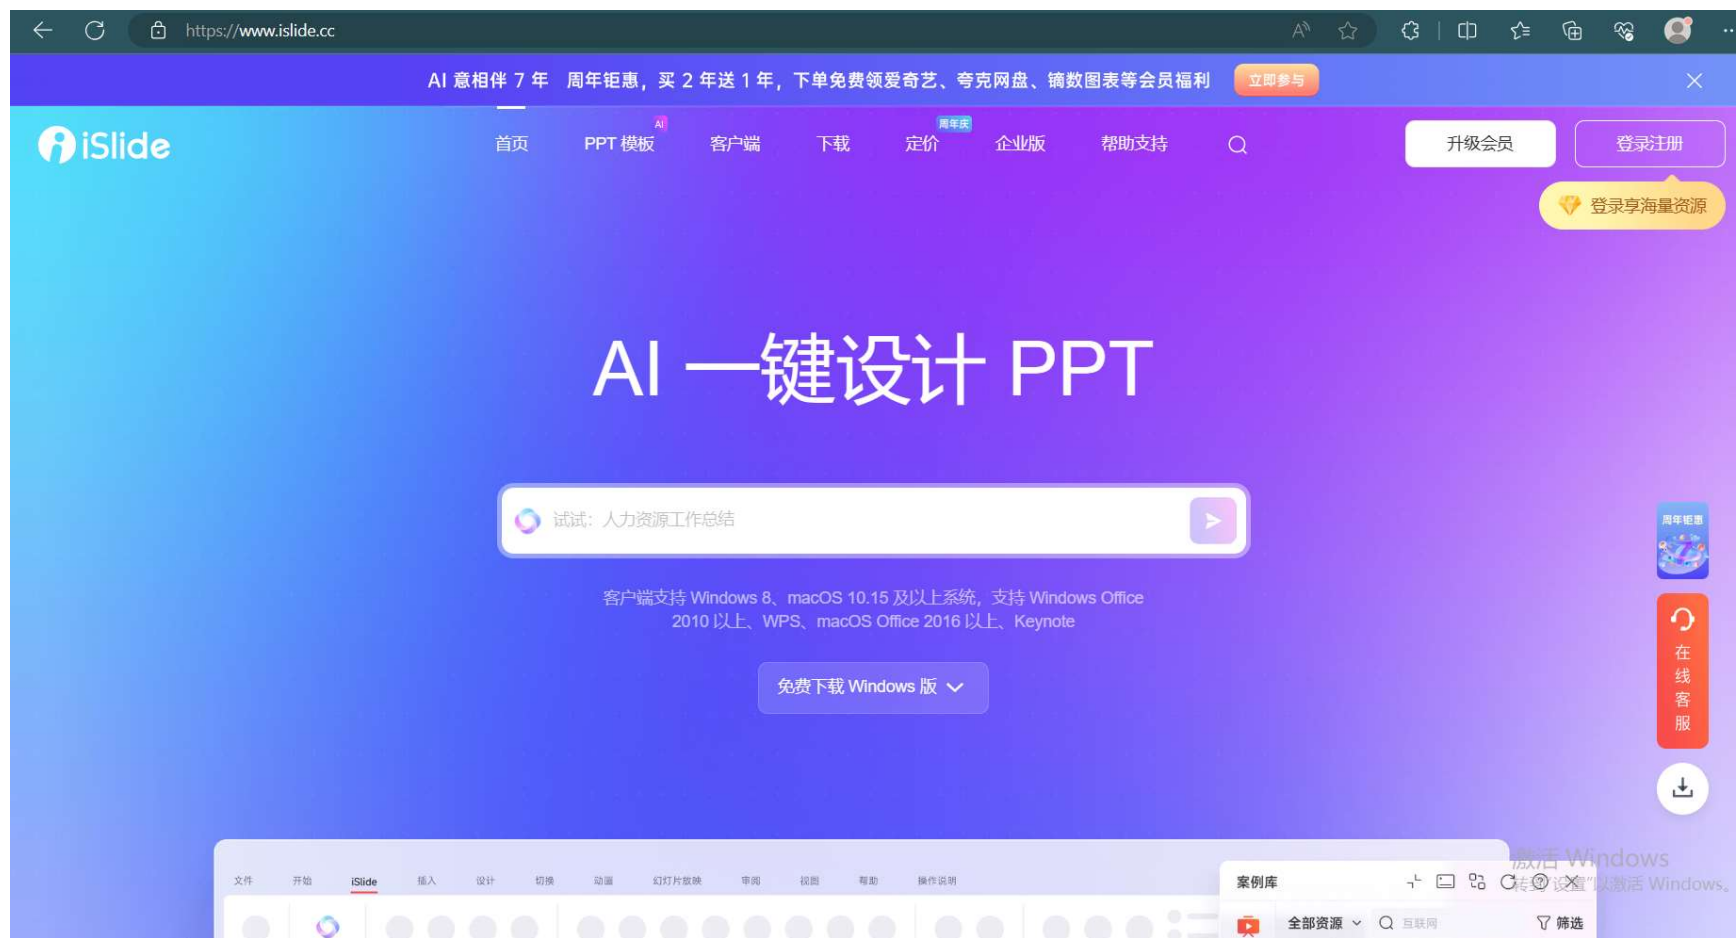 https://www.islide.cc
AI 意相伴 7 年 周年钜惠，买 2 年送 1 年，下单免费领爱奇艺、夸克网盘、镝数图表等会员福利 立即参与
iSlide
首页 PPT 模板 AI 客户端 下载 定价 周年庆 企业版 帮助支持 升级会员 登录注册
登录享海量资源
AI 一键设计 PPT
试试：人力资源工作总结
周年钜惠
客户端支持 Windows 8、macOS 10.15 及以上系统，支持 Windows Office
2010 以上、WPS、macOS Office 2016 以上、Keynote
在线客服
免费下载 Windows 版
激活 Windows
转到"设置"以激活 Windows。
文件 开始 iSlide 插入 设计 切换 动画 幻灯片放映 审阅 视图 帮助 操作说明
案例库
全部资源 互联网 筛选